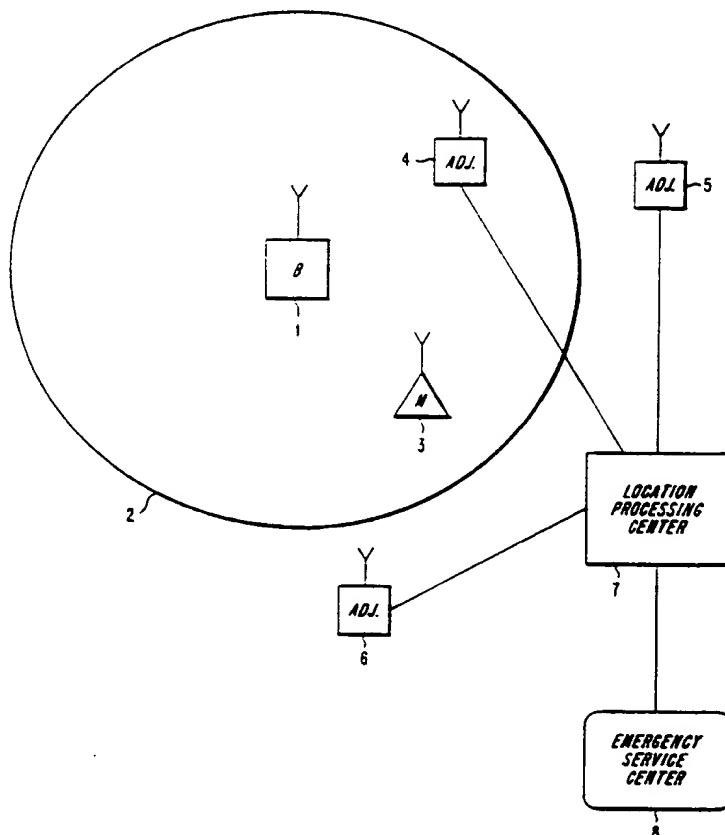 4
ADJ.
ADJ.
5
B
1
M
3
2
LOCATION
PROCESSING
CENTER
7
ADJ.
6
EMERGENCY
SERVICE
CENTER
8